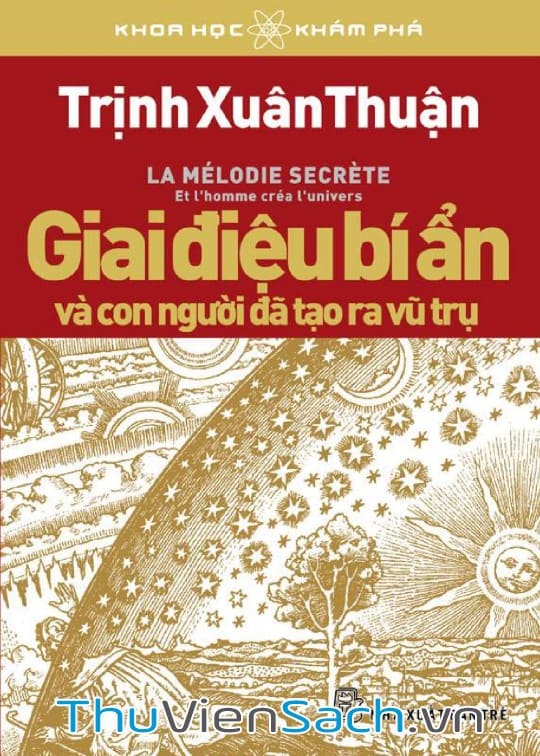 KHOA HỌC KHÁM PHÁ
Trịnh Xuân Thuận
LA MÉLODIE SECRÈTE
Et l'homme créa l'univers
Giai điệu bí ẩn
và con người đã tạo ra vũ trụ
ThuVienSach.vn